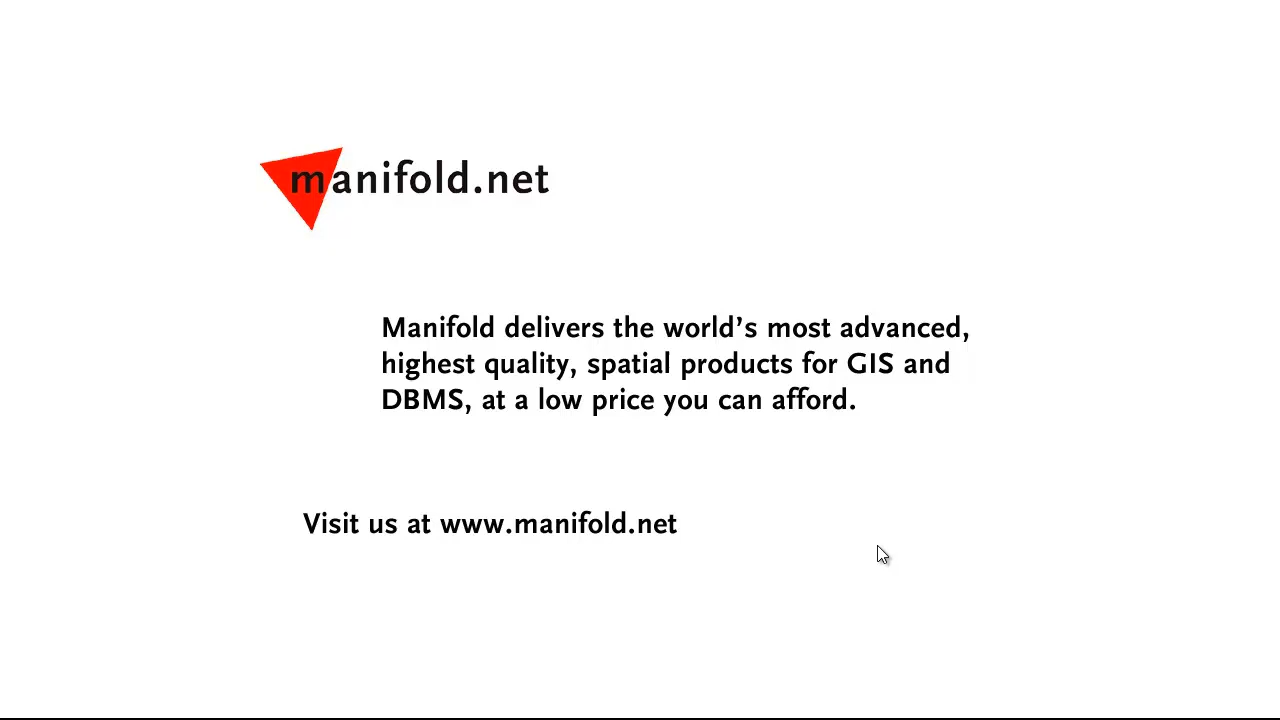 manifold.net
Manifold delivers the world’s most advanced,
highest quality, spatial products for GIS and
DBMS, at a low price you can afford.
Visit us at www.manifold.net